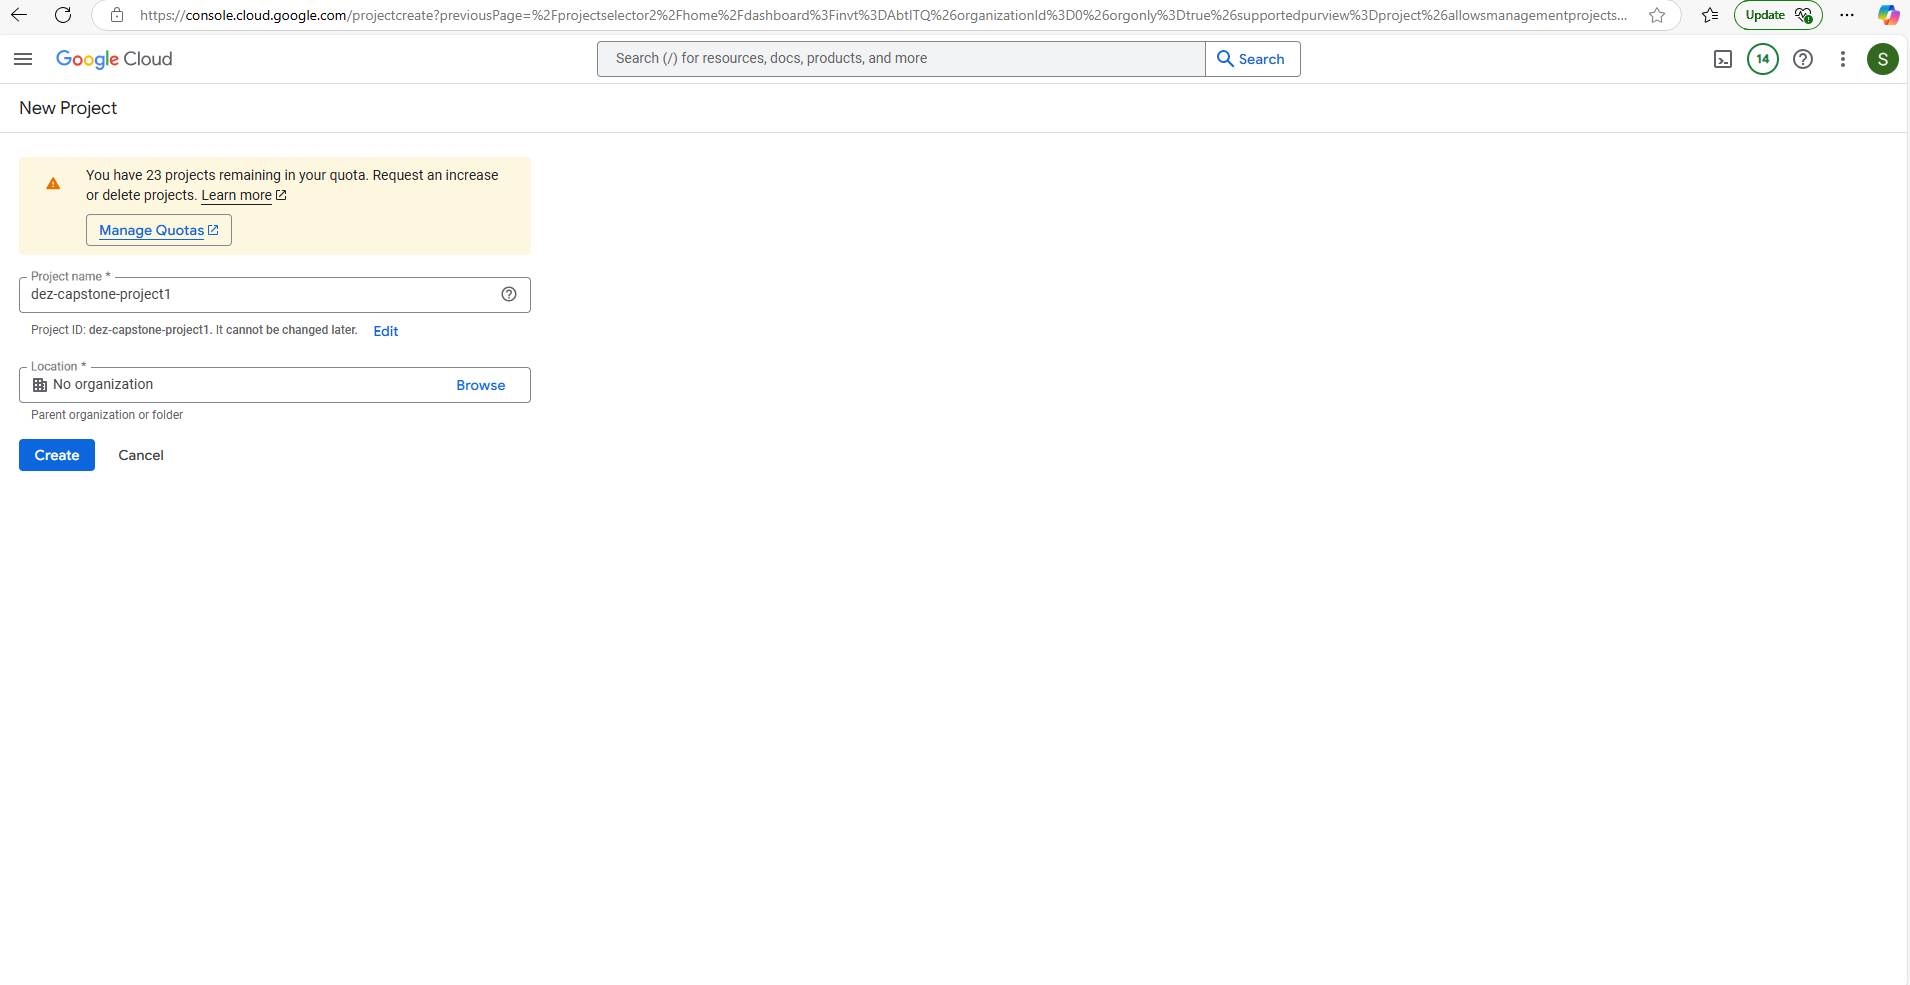 https://console.cloud.google.com/projectcreate?previousPage=%2Fprojectselector2%2Fhome%2Fdashboard%3Finvt%3DAbtITQ%26organizationId%3D0%26orgonly%3Dtrue%26supportedpurview%3Dproject%26allowsmanagementprojects...
Update
Google Cloud
Search (/) for resources, docs, products, and more
Search
14
S
New Project
You have 23 projects remaining in your quota. Request an increase
or delete projects. Learn more
Manage Quotas
Project name *
dez-capstone-project1
Project ID: dez-capstone-project1. It cannot be changed later. Edit
Location *
No organization
Browse
Parent organization or folder
Create
Cancel